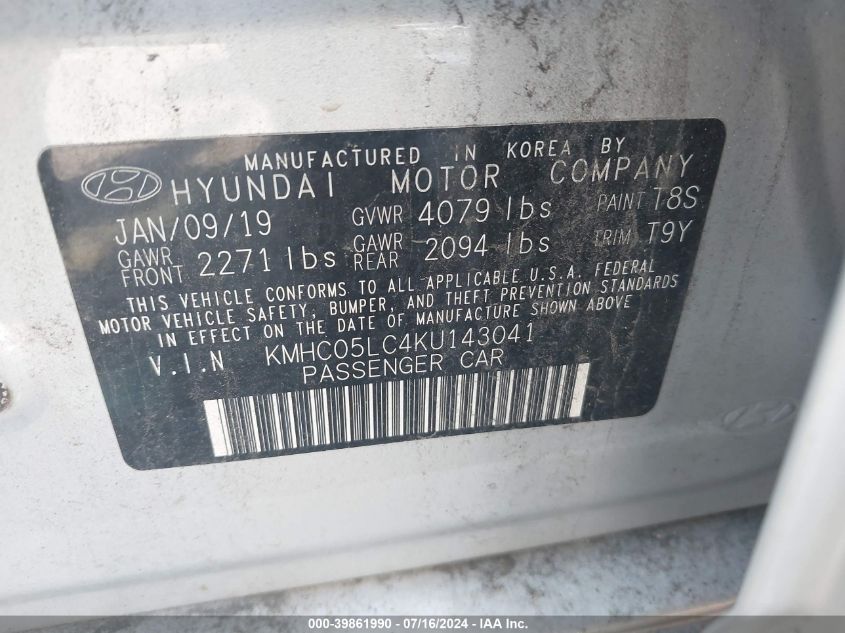 MANUFACTURED IN KOREA BY
HYUNDAI MOTOR COMPANY
JAN/09/19 GVWR 4079 lbs PAINT T8S
GAWR FRONT 2271 lbs GAWR REAR 2094 lbs TRIM T9Y
THIS VEHICLE CONFORMS TO ALL APPLICABLE U.S.A. FEDERAL
MOTOR VEHICLE SAFETY, BUMPER, AND THEFT PREVENTION STANDARDS
IN EFFECT ON THE DATE OF MANUFACTURE SHOWN ABOVE
V.I.N KMHC05LC4KU143041
PASSENGER CAR
000-39861990 - 07/16/2024 - IAA Inc.